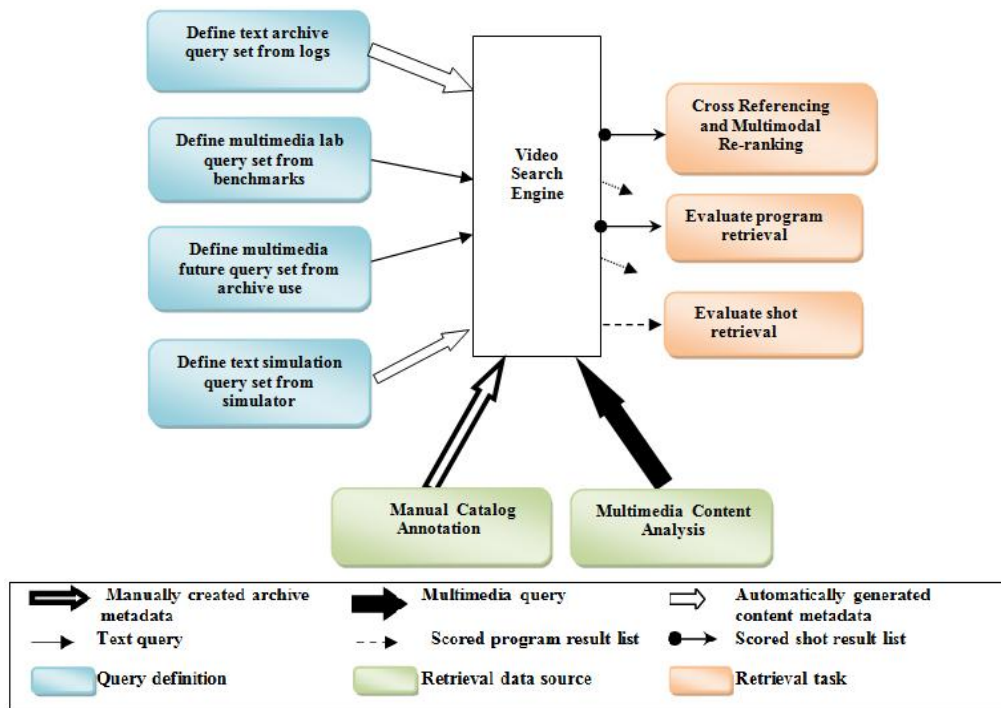 Define text archive
query set from logs
Define multimedia lab
query set from
benchmarks
Define multimedia
future query set from
archive use
Define text simulation
query set from
simulator
Video
Search
Engine
Cross Referencing
and Multimodal
Re-ranking
Evaluate program
retrieval
Evaluate shot
retrieval
Manual Catalog
Annotation
Multimedia Content
Analysis
Manually created archive
metadata
Multimedia query
Automatically generated
content metadata
Text query
Scored program result list
Scored shot result list
Query definition
Retrieval data source
Retrieval task